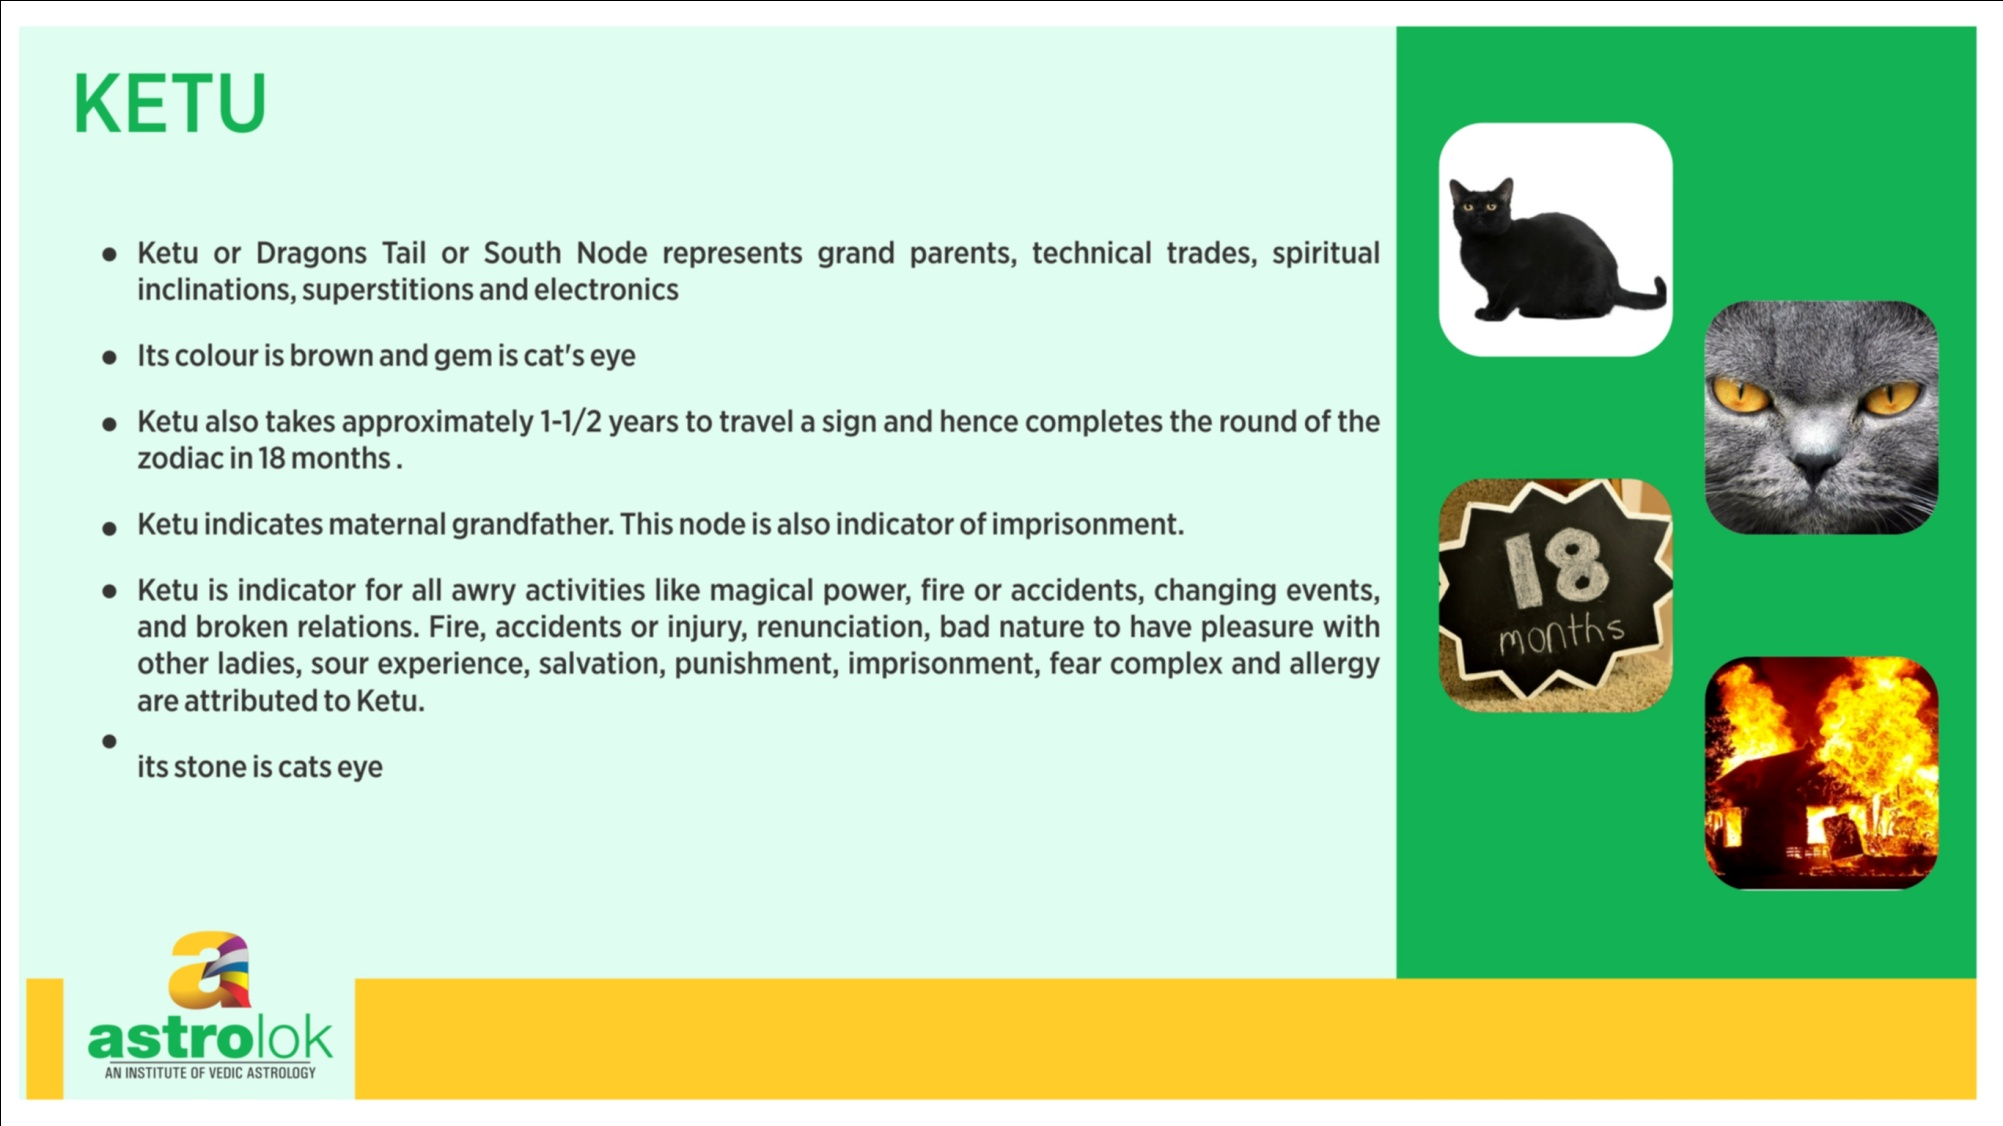 KETU
● Ketu or Dragons Tail or South Node represents grand parents, technical trades, spiritual
inclinations, superstitions and electronics
● Its colour is brown and gem is cat's eye
● Ketu also takes approximately 1-1/2 years to travel a sign and hence completes the round of the
zodiac in 18 months .
● Ketu indicates maternal grandfather. This node is also indicator of imprisonment.
● Ketu is indicator for all awry activities like magical power, fire or accidents, changing events,
and broken relations. Fire, accidents or injury, renunciation, bad nature to have pleasure with
other ladies, sour experience, salvation, punishment, imprisonment, fear complex and allergy
are attributed to Ketu.
●
its stone is cats eye
18
months
a
astrolok
AN INSTITUTE OF VEDIC ASTROLOGY